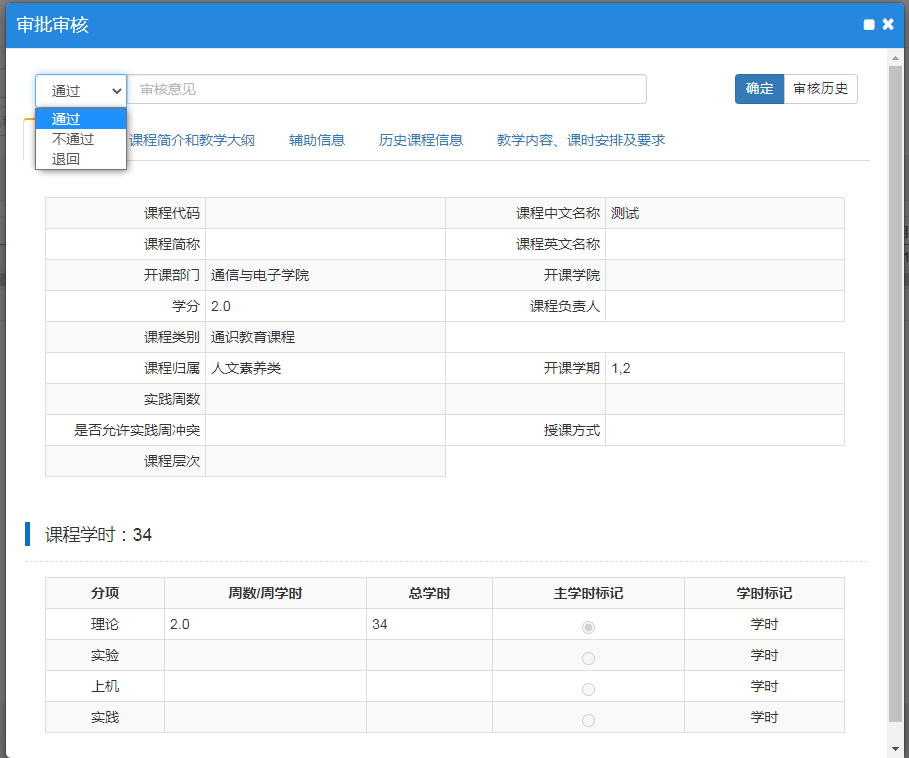 审批审核
通过 审核意见 确定 审核历史
通过
不通过
退回
课程简介和教学大纲 辅助信息 历史课程信息 教学内容、课时安排及要求
课程代码 课程中文名称 测试
课程简称 课程英文名称
开课部门 通信与电子学院 开课学院
学分 2.0 课程负责人
课程类别 通识教育课程
课程归属 人文素养类 开课学期 1,2
实践周数
是否允许实践周冲突 授课方式
课程层次
课程学时：34
分项 周数/周学时 总学时 主学时标记 学时标记
理论 2.0 34 学时
实验 学时
上机 学时
实践 学时